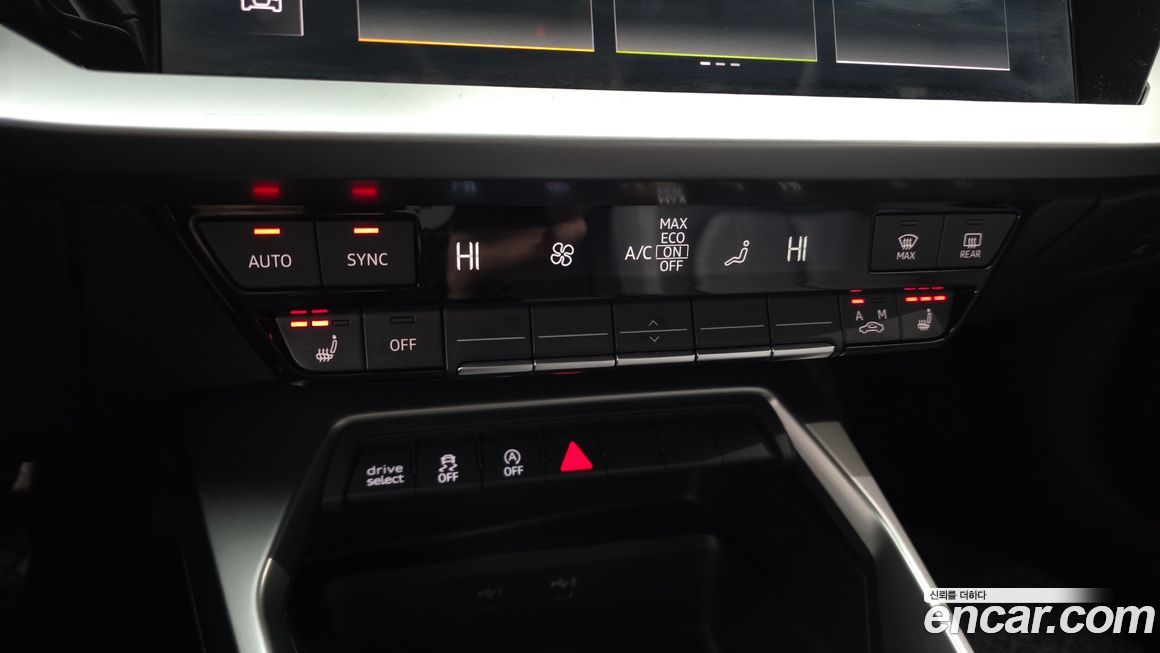 AUTO
SYNC
HI
A/C
MAX
ECO
ON
OFF
HI
MAX
REAR
OFF
A M
drive
select
OFF
A
OFF
신뢰를 더하다
encar.com